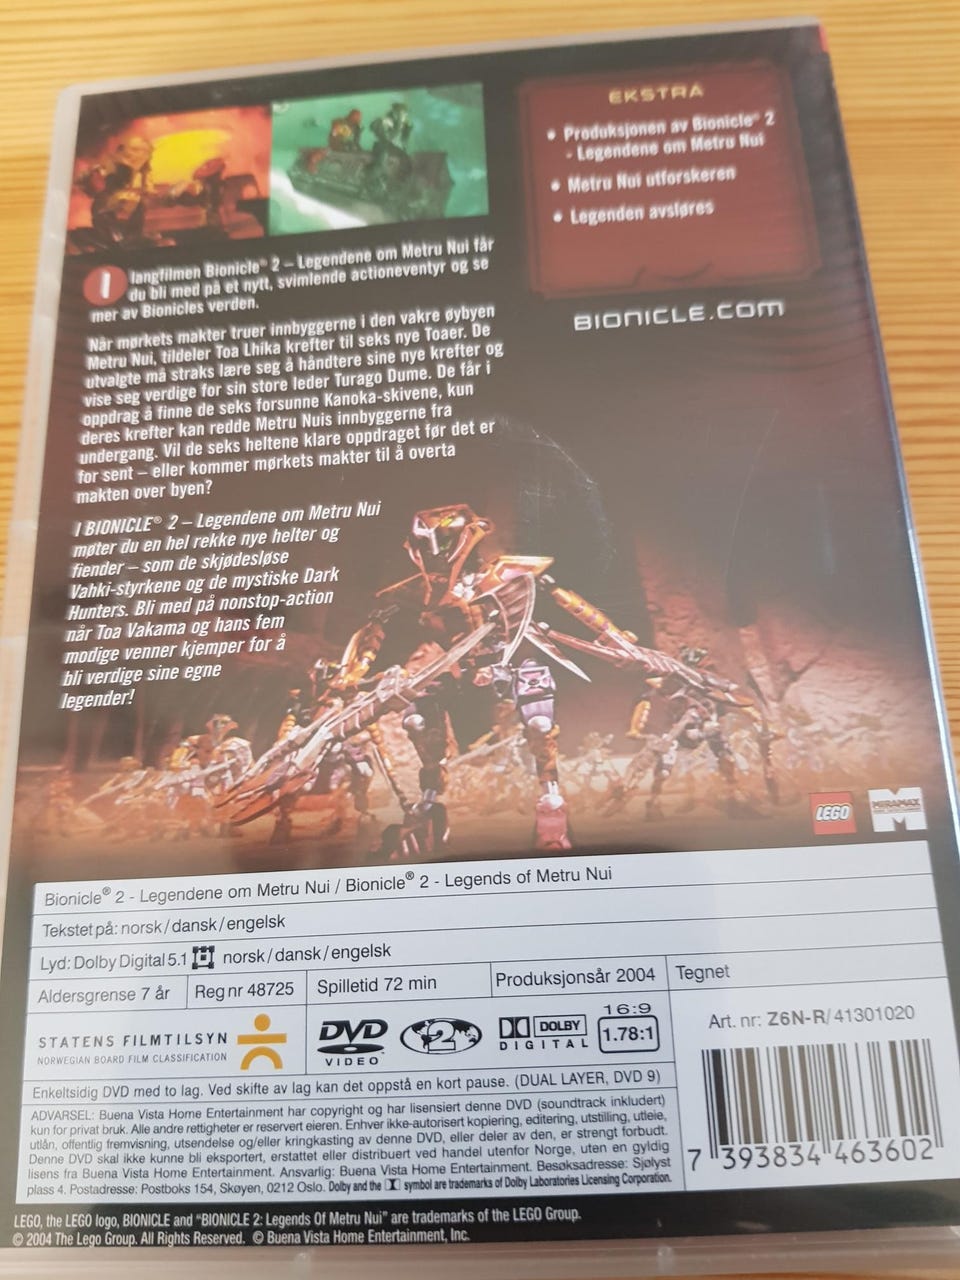 EKSTRA
• Produksjonen av Bionicle® 2
- Legendene om Metru Nui
• Metru Nui utforskeren
• Legenden avsløres
BIONICLE.COM
I langfilmen Bionicle® 2 – Legendene om Metru Nui får
du bli med på et nytt, svimlende actioneventyr og se
mer av Bionicles verden.
Når mørkets makter truer innbyggerne i den vakre øybyen
Metru Nui, tildeler Toa Lhika krefter til seks nye Toaer. De
utvalgte må straks lære seg å håndtere sine nye krefter og
vise seg verdige for sin store leder Turago Dume. De får i
oppdrag å finne de seks forsunne Kanoka-skivene, kun
deres krefter kan redde Metru Nuis innbyggerne fra
undergang. Vil de seks heltene klare oppdraget før det er
for sent – eller kommer mørkets makter til å overta
makten over byen?
I BIONICLE® 2 – Legendene om Metru Nui
møter du en hel rekke nye helter og
fiender – som de skjødesløse
Vahki-styrkene og de mystiske Dark
Hunters. Bli med på nonstop-action
når Toa Vakama og hans fem
modige venner kjemper for å
bli verdige sine egne
legender!
LEGO
MIRAMAX
Bionicle® 2 - Legendene om Metru Nui / Bionicle® 2 - Legends of Metru Nui
Tekstet på: norsk/dansk/engelsk
Lyd: Dolby Digital 5.1 norsk/dansk/engelsk
Aldersgrense 7 år Reg nr 48725 Spilletid 72 min Produksjonsår 2004 Tegnet
STATENS FILMTILSYN
NORWEGIAN BOARD FILM CLASSIFICATION
DVD
VIDEO
2
DOLBY
DIGITAL
16:9
1.78:1
Art. nr: Z6N-R/41301020
Enkeltsidig DVD med to lag. Ved skifte av lag kan det oppstå en kort pause. (DUAL LAYER, DVD 9)
ADVARSEL: Buena Vista Home Entertainment har copyright og har lisensiert denne DVD (soundtrack inkludert)
kun for privat bruk. Alle andre rettigheter er reservert eieren. Enhver ikke-autorisert kopiering, editering, utstilling, utleie,
utlån, offentlig fremvisning, utsendelse og/eller kringkasting av denne DVD, eller deler av den, er strengt forbudt.
Denne DVD skal ikke kunne bli eksportert, erstattet eller distribuert ved handel utenfor Norge, uten en gyldig
lisens fra Buena Vista Home Entertainment. Ansvarlig: Buena Vista Home Entertainment. Besøksadresse: Sjølyst
plass 4. Postadresse: Postboks 154, Skøyen, 0212 Oslo. Dolby and the symbol are trademarks of Dolby Laboratories Licensing Corporation.
7 393834 463602
LEGO, the LEGO logo, BIONICLE and "BIONICLE 2: Legends Of Metru Nui" are trademarks of the LEGO Group.
© 2004 The Lego Group. All Rights Reserved. © Buena Vista Home Entertainment, Inc.